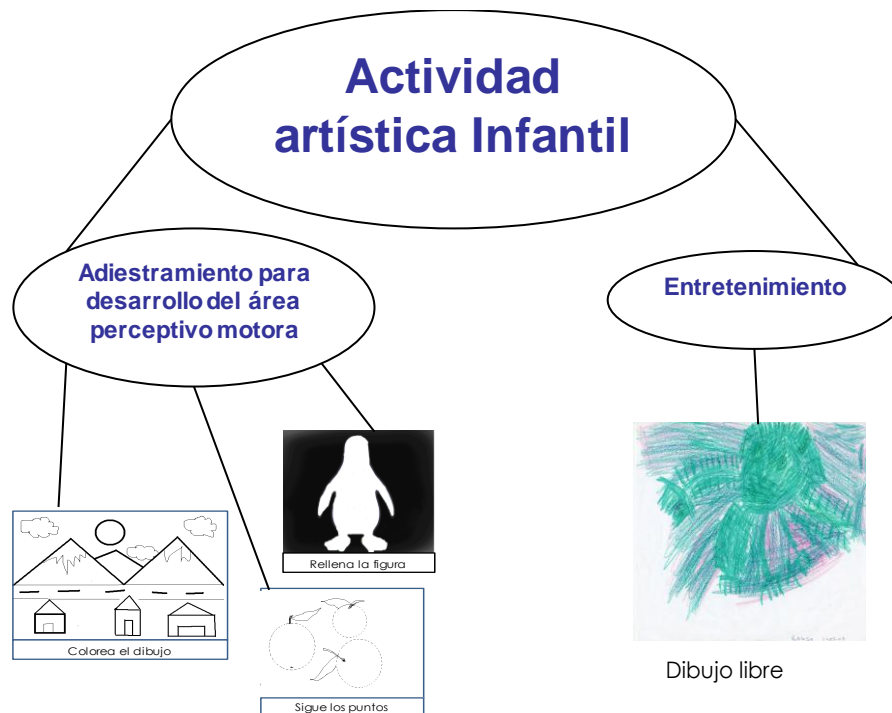 Actividad
artística Infantil
Adiestramiento para
desarrollo del área
perceptivo motora
Entretenimiento
Rellena la figura
Colorea el dibujo
Sigue los puntos
Dibujo libre